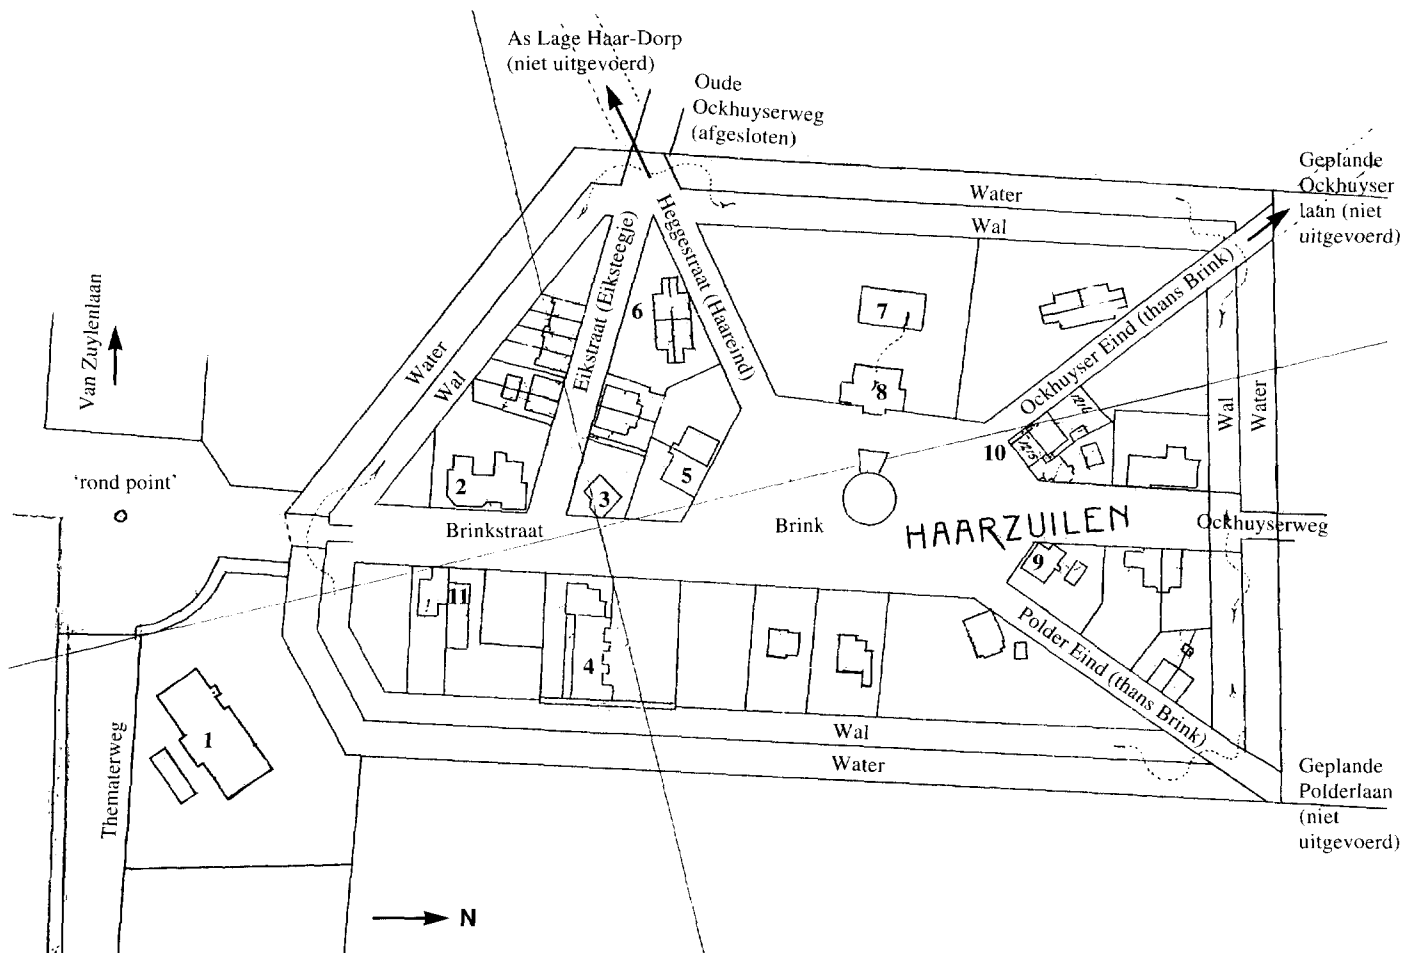 As Lage Haar-Dorp
(niet uitgevoerd)
Oude
Ockhuyserweg
(afgesloten)
Geplande
Ockhuyser
laan (niet
uitgevoerd)
Water
Wal
Heggestraat (Haareind)
Eikstraat (Eiksteegje)
6
7
8
Ockhuyser Eind (thans Brink)
Van Zuylenlaan
Water
Wal
Wal
Water
1216
1215
10
'rond point'
2
3
5
Brinkstraat
Brink
HAARZUILEN
Ockhuyserweg
9
11
1
4
Polder Eind (thans Brink)
Thematerweg
1
Wal
Water
Geplande
Polderlaan
(niet
uitgevoerd)
N